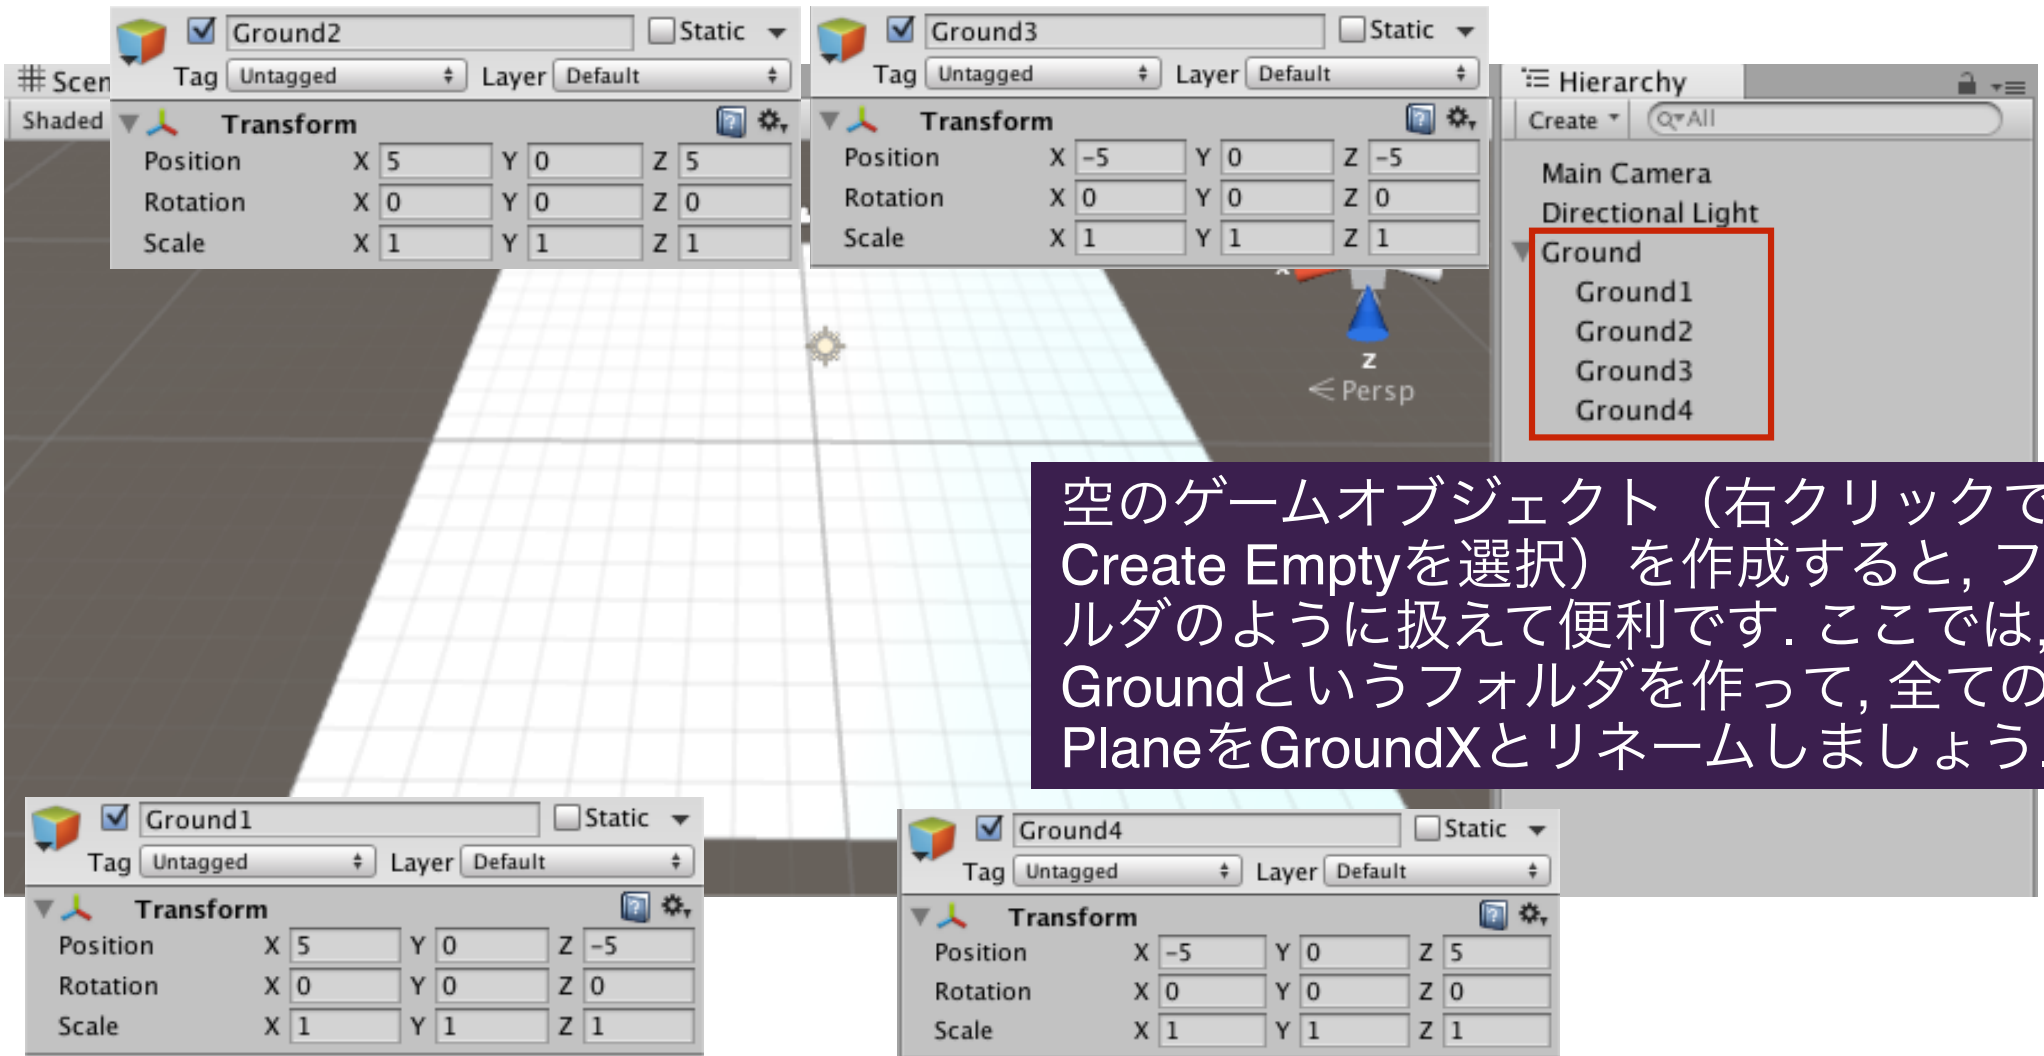 Ground2 Static
Tag Untagged Layer Default
Transform
Position X 5 Y 0 Z 5
Rotation X 0 Y 0 Z 0
Scale X 1 Y 1 Z 1
Ground3 Static
Tag Untagged Layer Default
Transform
Position X -5 Y 0 Z -5
Rotation X 0 Y 0 Z 0
Scale X 1 Y 1 Z 1
Scen
Shaded
z
< Persp
Hierarchy
Create All
Main Camera
Directional Light
Ground
Ground1
Ground2
Ground3
Ground4
空のゲームオブジェクト（右クリックで
Create Emptyを選択）を作成すると, フ
ルダのように扱えて便利です. ここでは,
Groundというフォルダを作って, 全ての
PlaneをGroundXとリネームしましょう.
Ground1 Static
Tag Untagged Layer Default
Transform
Position X 5 Y 0 Z -5
Rotation X 0 Y 0 Z 0
Scale X 1 Y 1 Z 1
Ground4 Static
Tag Untagged Layer Default
Transform
Position X -5 Y 0 Z 5
Rotation X 0 Y 0 Z 0
Scale X 1 Y 1 Z 1